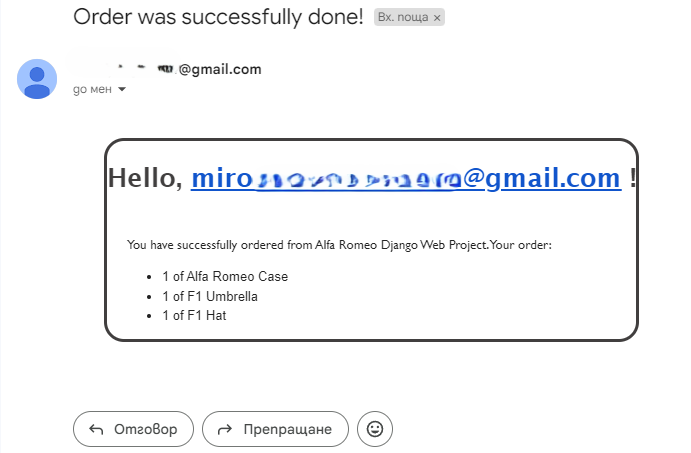 Order was successfully done! Вх. поща ×
@gmail.com
до мен
Hello, miro @gmail.com !
You have successfully ordered from Alfa Romeo Django Web Project.Your order:
• 1 of Alfa Romeo Case
• 1 of F1 Umbrella
• 1 of F1 Hat
Отговор Препращане